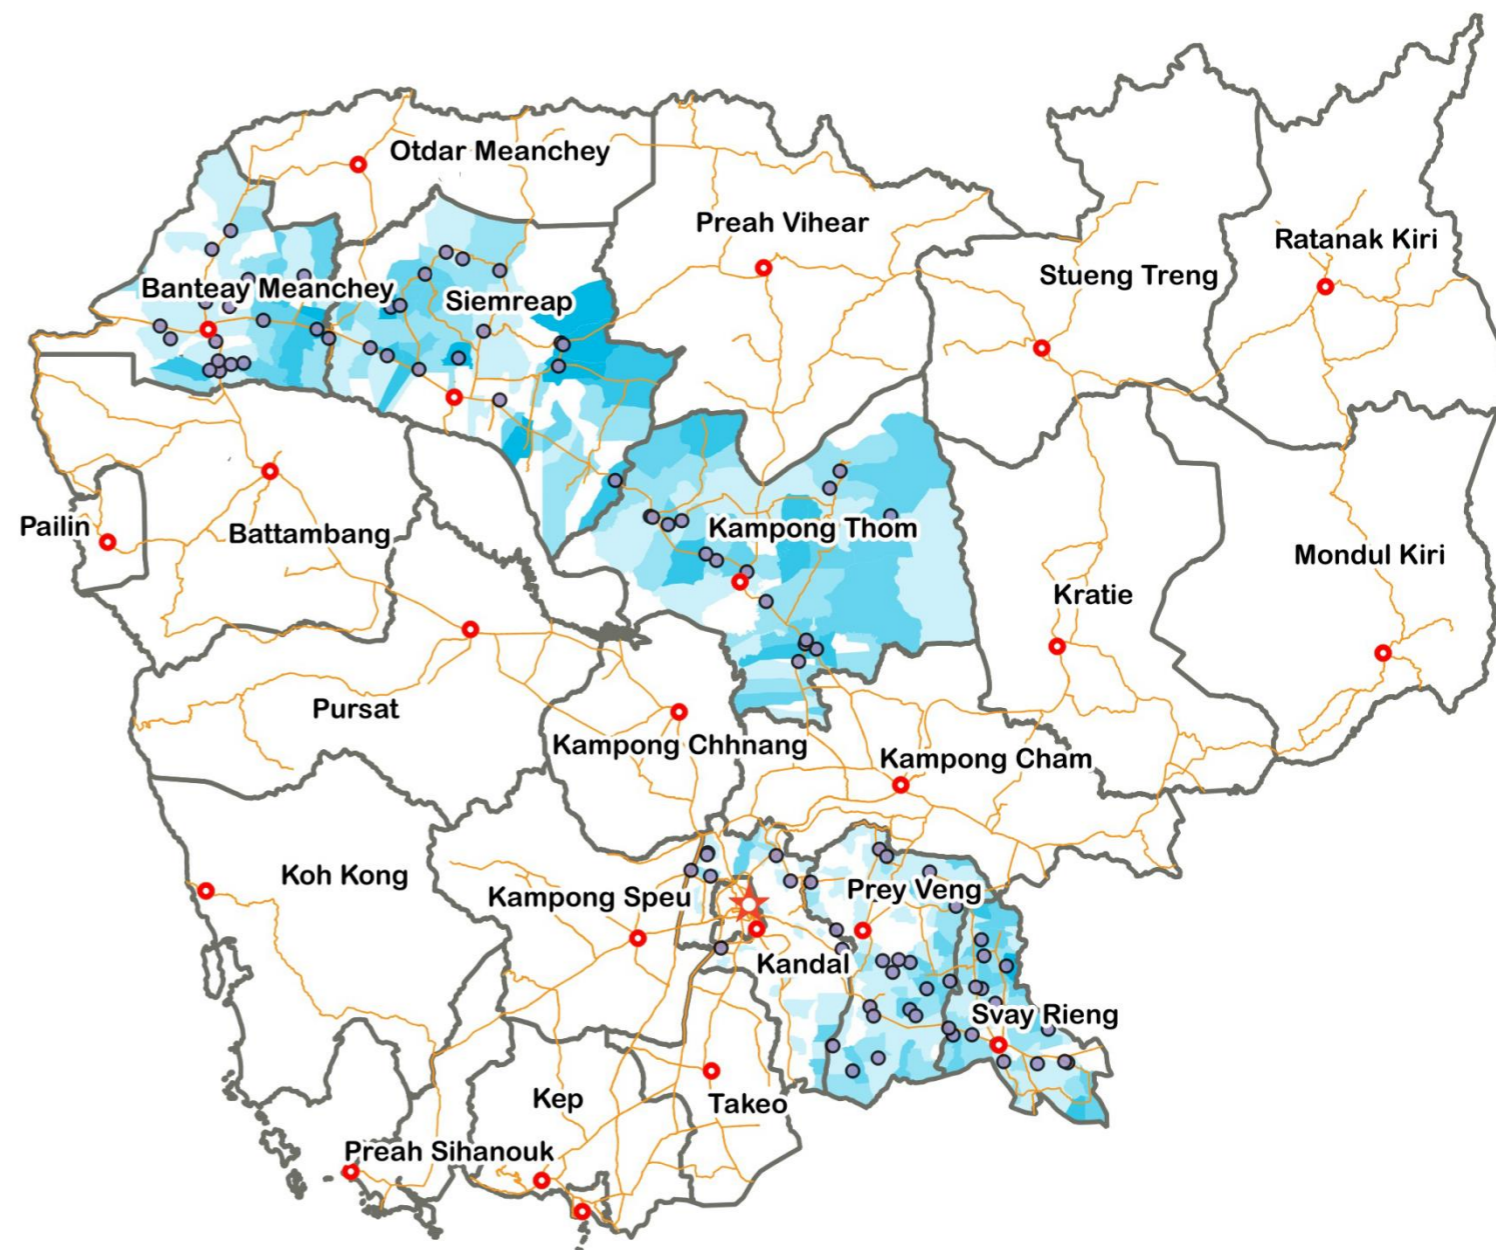 Otdar Meanchey
Preah Vihear
Ratanak Kiri
Stueng Treng
Banteay Meanchey
Siemreap
Pailin
Battambang
Kampong Thom
Mondul Kiri
Kratie
Pursat
Kampong Chhnang
Kampong Cham
Koh Kong
Kampong Speu
Prey Veng
Kandal
Svay Rieng
Kep
Takeo
Preah Sihanouk